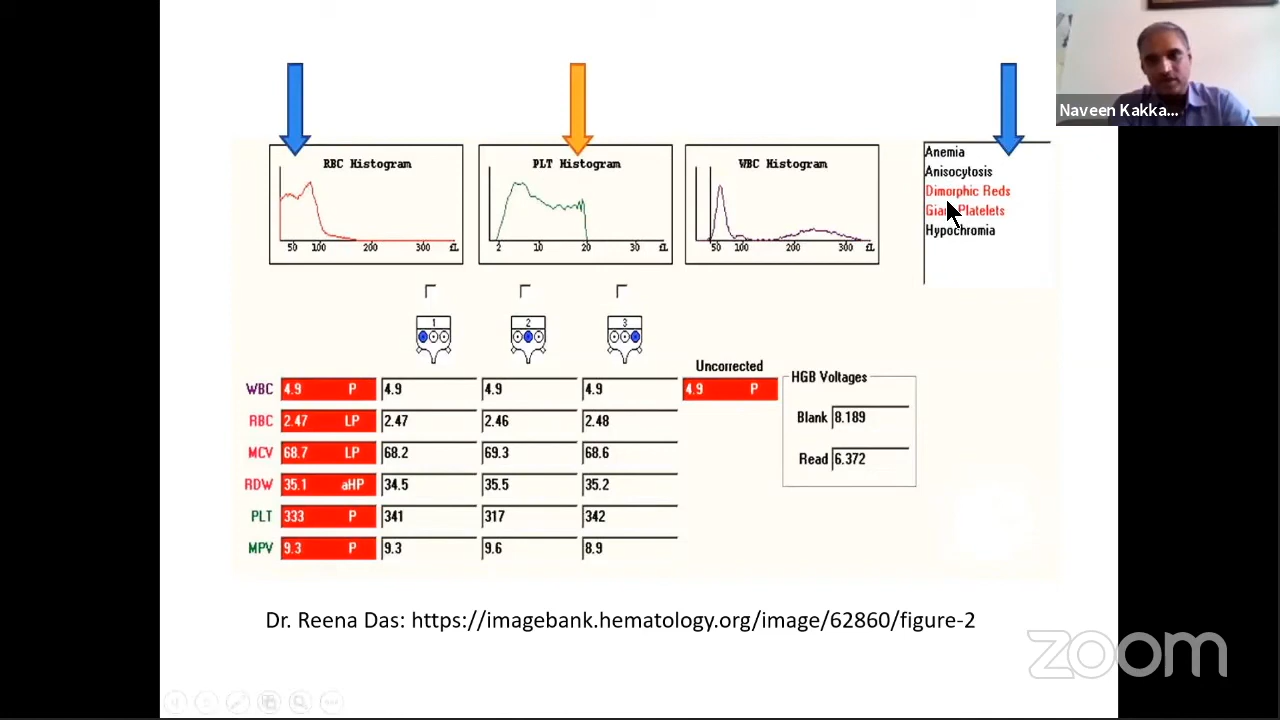 Naveen Kakka...
RBC Histogram
50 100 200 300 fL
PLT Histogram
2 10 20 30 fL
WBC Histogram
50 100 200 300 fL
Anemia
Anisocytosis
Dimorphic Reds
Platelets
Hypochromia
1
2
3
Uncorrected
WBC 4.9 P 4.9 4.9 4.9 4.9 P
RBC 2.47 LP 2.47 2.46 2.48
MCV 68.7 LP 68.2 69.3 68.6
RDW 35.1 aHP 34.5 35.5 35.2
PLT 333 P 341 317 342
MPV 9.3 P 9.3 9.6 8.9
HGB Voltages
Blank 8.189
Read 6.372
Dr. Reena Das: https://imagebank.hematology.org/image/62860/figure-2
zoom